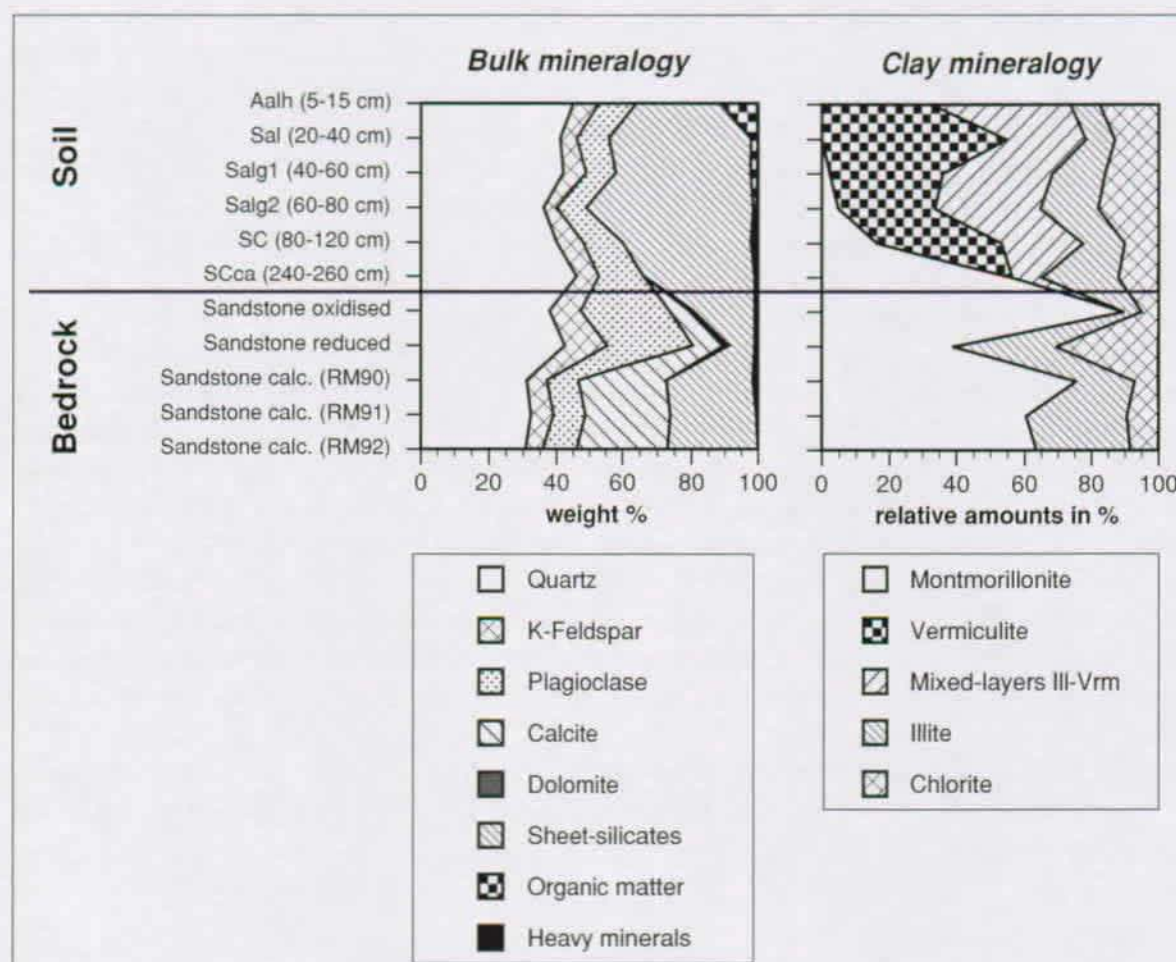 Bulk mineralogy
Clay mineralogy
Soil
Aalh (5-15 cm)
Sal (20-40 cm)
Salg1 (40-60 cm)
Salg2 (60-80 cm)
SC (80-120 cm)
SCca (240-260 cm)
Bedrock
Sandstone oxidised
Sandstone reduced
Sandstone calc. (RM90)
Sandstone calc. (RM91)
Sandstone calc. (RM92)
0 20 40 60 80 100
weight %
0 20 40 60 80 100
relative amounts in %
Quartz
K-Feldspar
Plagioclase
Calcite
Dolomite
Sheet-silicates
Organic matter
Heavy minerals
Montmorillonite
Vermiculite
Mixed-layers Ill-Vrm
Illite
Chlorite